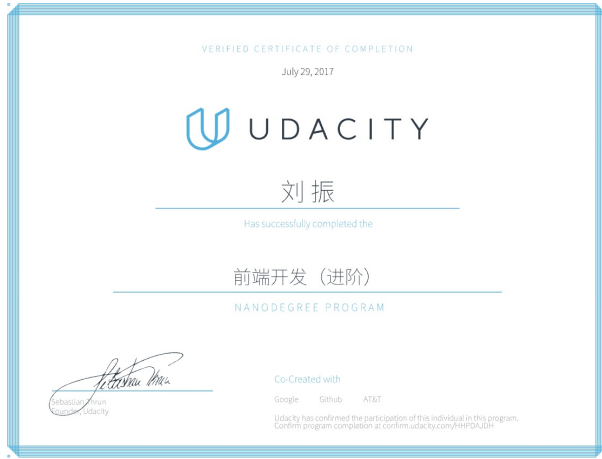 VERIFIED CERTIFICATE OF COMPLETION
July 29, 2017
UDACITY
刘 振
Has successfully completed the
前端开发（进阶）
NANODEGREE PROGRAM
Sebastian Thrun
Sebastian Thrun
Founder, Udacity
Co-Created with
Google Github AT&T
Udacity has confirmed the participation of this individual in this program.
Confirm program completion at confirm.udacity.com/HHPDAJDH